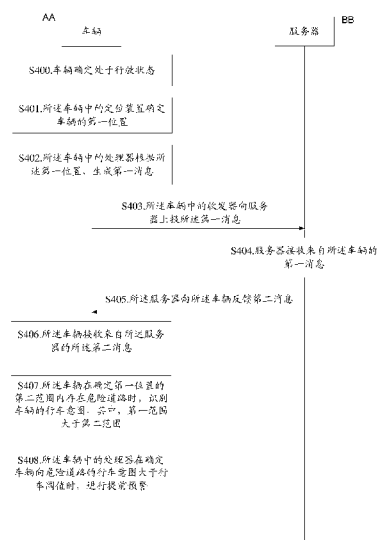 AA
车辆
服务器
BB
S400.车辆确定处于行驶状态
S401.所述车辆中的定位装置确定
车辆的第一位置
S402.所述车辆中的处理器根据所
述第一位置，生成第一消息
S403.所述车辆中的收发器向服务
器上报所述第一消息
S404.服务器接收来自所述车辆的
第一消息
S405.所述服务器向所述车辆反馈第二消息
S406.所述车辆接收来自所述服务
器的所述第二消息
S407.所述车辆在确定第一位置的
第二范围内存在危险道路时，识别
车辆的行车意图，其中，第一范围
大于第二范围
S408.所述车辆中的处理器在确定
车辆向危险道路的行车意图大于行
车阈值时，进行提前预警